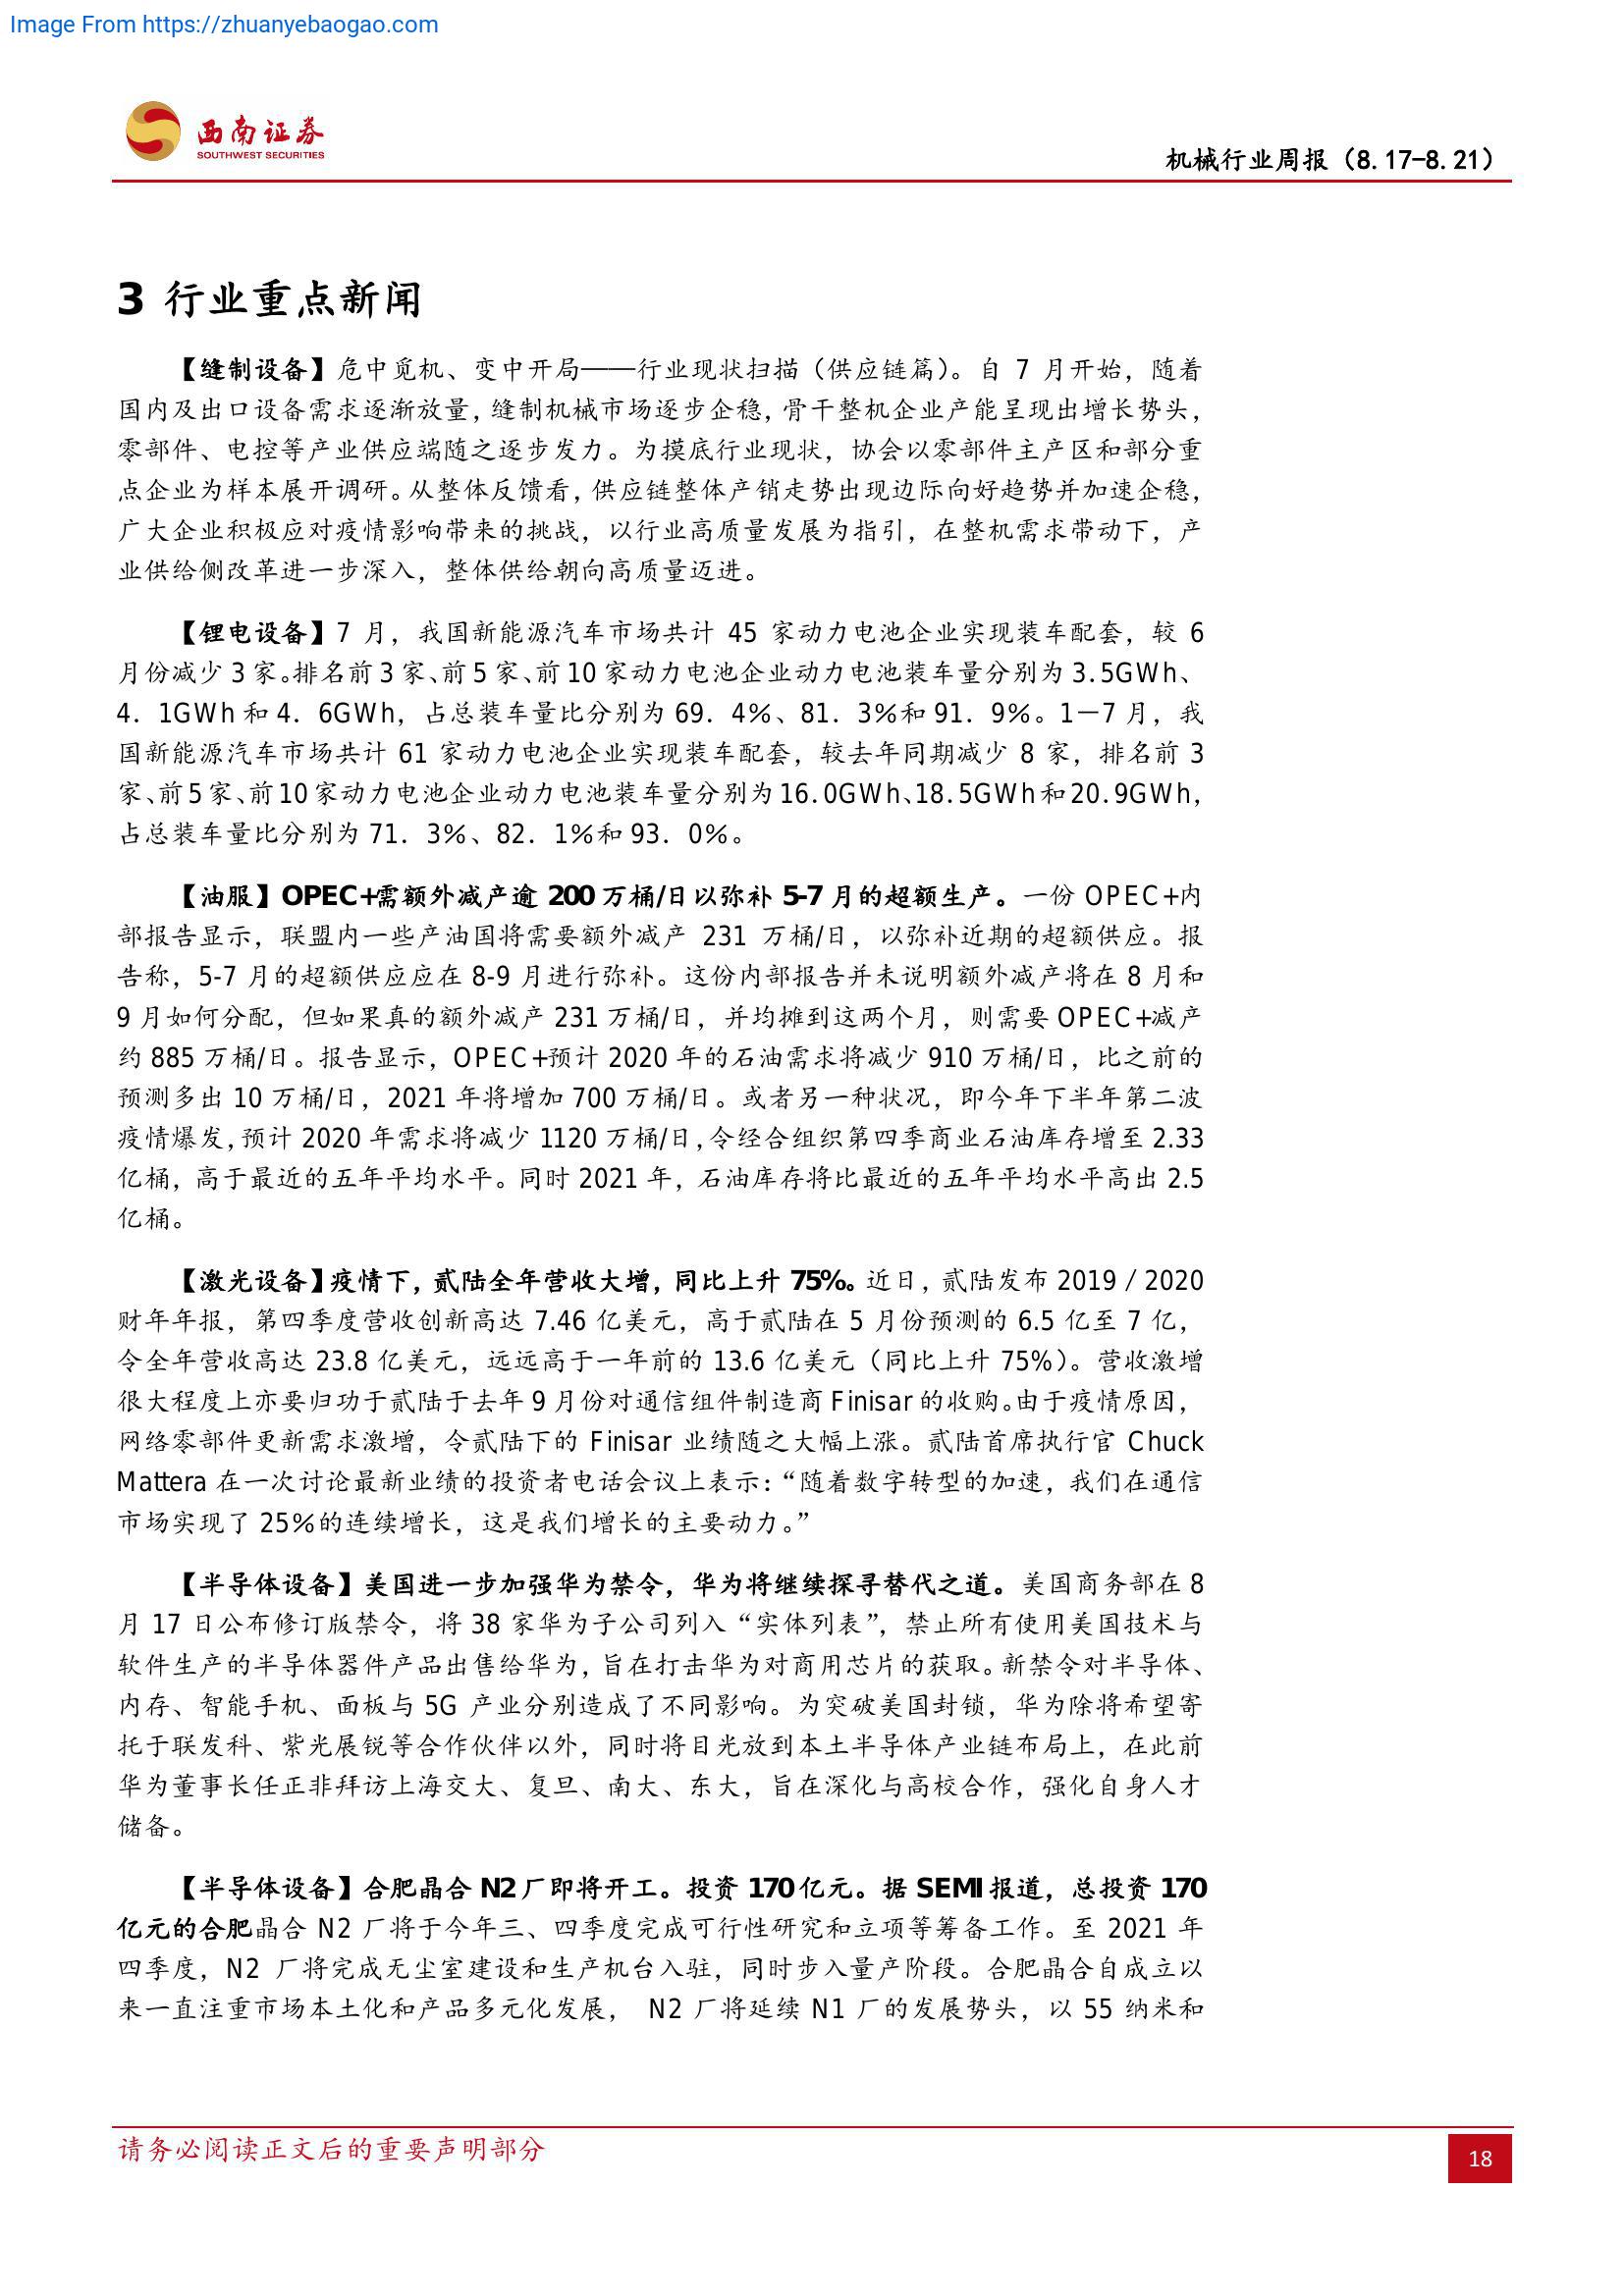 Image From https://zhuanyebaogao.com
西南证券
SOUTHWEST SECURITIES
机械行业周报（8.17-8.21）
3 行业重点新闻
【缝制设备】危中觅机、变中开局——行业现状扫描（供应链篇）。自 7 月开始，随着
国内及出口设备需求逐渐放量，缝制机械市场逐步企稳，骨干整机企业产能呈现出增长势头，
零部件、电控等产业供应端随之逐步发力。为摸底行业现状，协会以零部件主产区和部分重
点企业为样本展开调研。从整体反馈看，供应链整体产销走势出现边际向好趋势并加速企稳，
广大企业积极应对疫情影响带来的挑战，以行业高质量发展为指引，在整机需求带动下，产
业供给侧改革进一步深入，整体供给朝向高质量迈进。
【锂电设备】7 月，我国新能源汽车市场共计 45 家动力电池企业实现装车配套，较 6
月份减少 3 家。排名前 3 家、前 5 家、前 10 家动力电池企业动力电池装车量分别为 3.5GWh、
4．1GWh 和 4．6GWh，占总装车量比分别为 69．4%、81．3%和 91．9%。1—7 月，我
国新能源汽车市场共计 61 家动力电池企业实现装车配套，较去年同期减少 8 家，排名前 3
家、前 5 家、前 10 家动力电池企业动力电池装车量分别为 16.0GWh、18.5GWh 和 20.9GWh，
占总装车量比分别为 71．3%、82．1%和 93．0%。
【油服】OPEC+需额外减产逾 200 万桶/日以弥补 5-7 月的超额生产。一份 OPEC+内
部报告显示，联盟内一些产油国将需要额外减产 231 万桶/日，以弥补近期的超额供应。报
告称，5-7 月的超额供应应在 8-9 月进行弥补。这份内部报告并未说明额外减产将在 8 月和
9 月如何分配，但如果真的额外减产 231 万桶/日，并均摊到这两个月，则需要 OPEC+减产
约 885 万桶/日。报告显示，OPEC+预计 2020 年的石油需求将减少 910 万桶/日，比之前的
预测多出 10 万桶/日，2021 年将增加 700 万桶/日。或者另一种状况，即今年下半年第二波
疫情爆发，预计 2020 年需求将减少 1120 万桶/日，令经合组织第四季商业石油库存增至 2.33
亿桶，高于最近的五年平均水平。同时 2021 年，石油库存将比最近的五年平均水平高出 2.5
亿桶。
【激光设备】疫情下，贰陆全年营收大增，同比上升 75%。近日，贰陆发布 2019 / 2020
财年年报，第四季度营收创新高达 7.46 亿美元，高于贰陆在 5 月份预测的 6.5 亿至 7 亿，
令全年营收高达 23.8 亿美元，远远高于一年前的 13.6 亿美元（同比上升 75%）。营收激增
很大程度上亦要归功于贰陆于去年 9 月份对通信组件制造商 Finisar 的收购。由于疫情原因，
网络零部件更新需求激增，令贰陆下的 Finisar 业绩随之大幅上涨。贰陆首席执行官 Chuck
Mattera 在一次讨论最新业绩的投资者电话会议上表示：“随着数字转型的加速，我们在通信
市场实现了 25%的连续增长，这是我们增长的主要动力。”
【半导体设备】美国进一步加强华为禁令，华为将继续探寻替代之道。美国商务部在 8
月 17 日公布修订版禁令，将 38 家华为子公司列入“实体列表”，禁止所有使用美国技术与
软件生产的半导体器件产品出售给华为，旨在打击华为对商用芯片的获取。新禁令对半导体、
内存、智能手机、面板与 5G 产业分别造成了不同影响。为突破美国封锁，华为除将希望寄
托于联发科、紫光展锐等合作伙伴以外，同时将目光放到本土半导体产业链布局上，在此前
华为董事长任正非拜访上海交大、复旦、南大、东大，旨在深化与高校合作，强化自身人才
储备。
【半导体设备】合肥晶合 N2 厂即将开工。投资 170 亿元。据 SEMI 报道，总投资 170
亿元的合肥晶合 N2 厂将于今年三、四季度完成可行性研究和立项等筹备工作。至 2021 年
四季度，N2 厂将完成无尘室建设和生产机台入驻，同时步入量产阶段。合肥晶合自成立以
来一直注重市场本土化和产品多元化发展， N2 厂将延续 N1 厂的发展势头，以 55 纳米和
请务必阅读正文后的重要声明部分
18